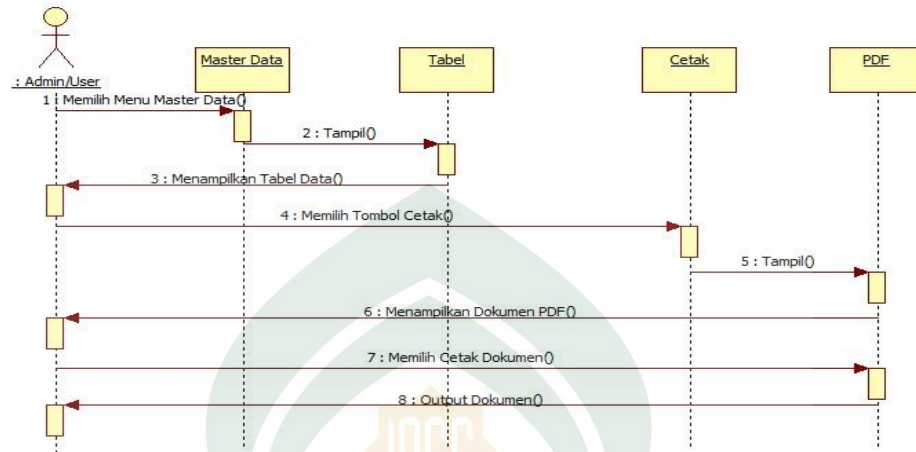 : Admin/User
Master Data
Tabel
Cetak
PDF
1 : Memilih Menu Master Data()
2 : Tampil()
3 : Menampilkan Tabel Data()
4 : Memilih Tombol Cetak()
5 : Tampil()
6 : Menampilkan Dokumen PDF()
7 : Memilih Cetak Dokumen()
8 : Output Dokumen()